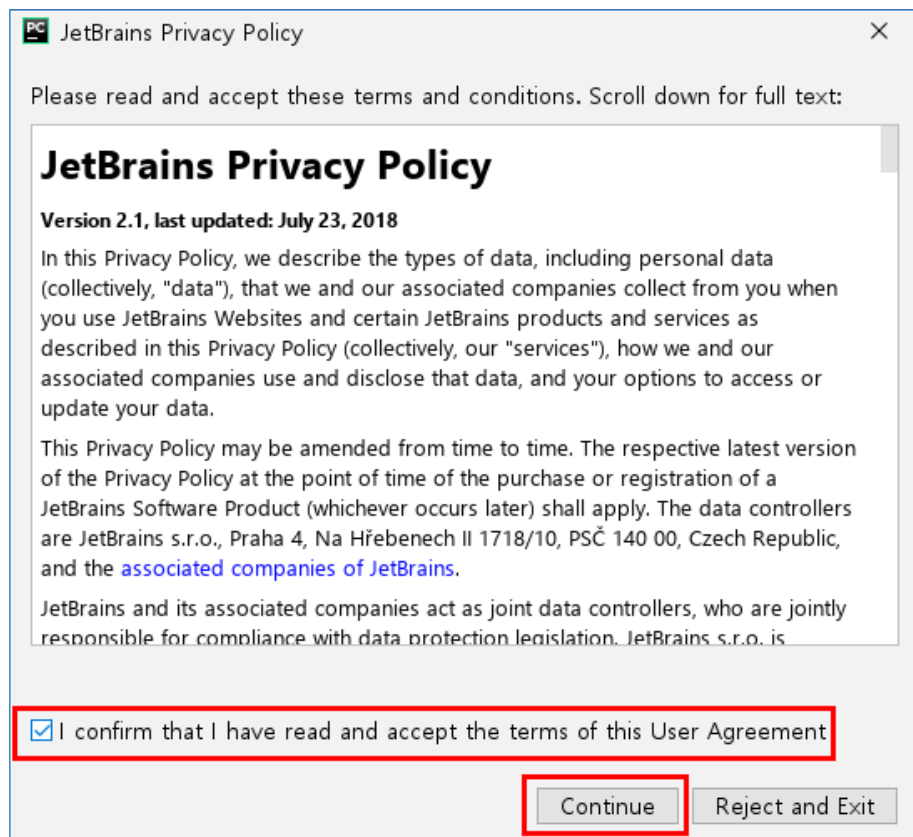 PC JetBrains Privacy Policy
Please read and accept these terms and conditions. Scroll down for full text:
JetBrains Privacy Policy
Version 2.1, last updated: July 23, 2018
In this Privacy Policy, we describe the types of data, including personal data
(collectively, "data"), that we and our associated companies collect from you when
you use JetBrains Websites and certain JetBrains products and services as
described in this Privacy Policy (collectively, our "services"), how we and our
associated companies use and disclose that data, and your options to access or
update your data.
This Privacy Policy may be amended from time to time. The respective latest version
of the Privacy Policy at the point of time of the purchase or registration of a
JetBrains Software Product (whichever occurs later) shall apply. The data controllers
are JetBrains s.r.o., Praha 4, Na Hřebenech II 1718/10, PSČ 140 00, Czech Republic,
and the associated companies of JetBrains.
JetBrains and its associated companies act as joint data controllers, who are jointly
responsible for compliance with data protection legislation. JetBrains s.r.o. is
I confirm that I have read and accept the terms of this User Agreement
Continue Reject and Exit